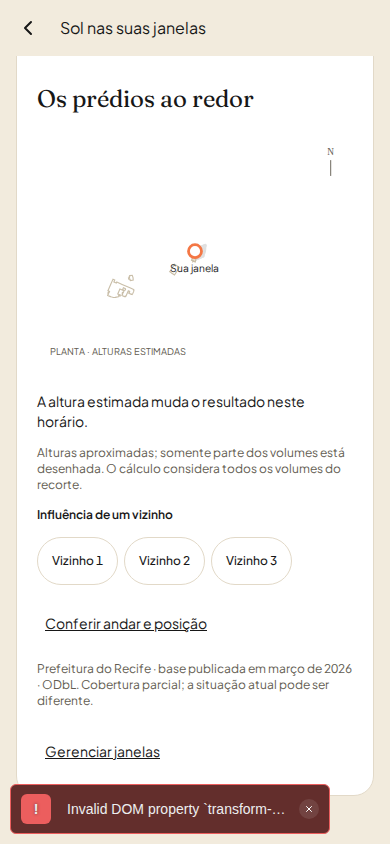 Sol nas suas janelas
Os prédios ao redor
N
Sua janela
PLANTA · ALTURAS ESTIMADAS
A altura estimada muda o resultado neste
horário.
Alturas aproximadas; somente parte dos volumes está
desenhada. O cálculo considera todos os volumes do
recorte.
Influência de um vizinho
Vizinho 1
Vizinho 2
Vizinho 3
Conferir andar e posição
Prefeitura do Recife · base publicada em março de 2026
· ODbL. Cobertura parcial; a situação atual pode ser
diferente.
Gerenciar janelas
! Invalid DOM property `transform-...